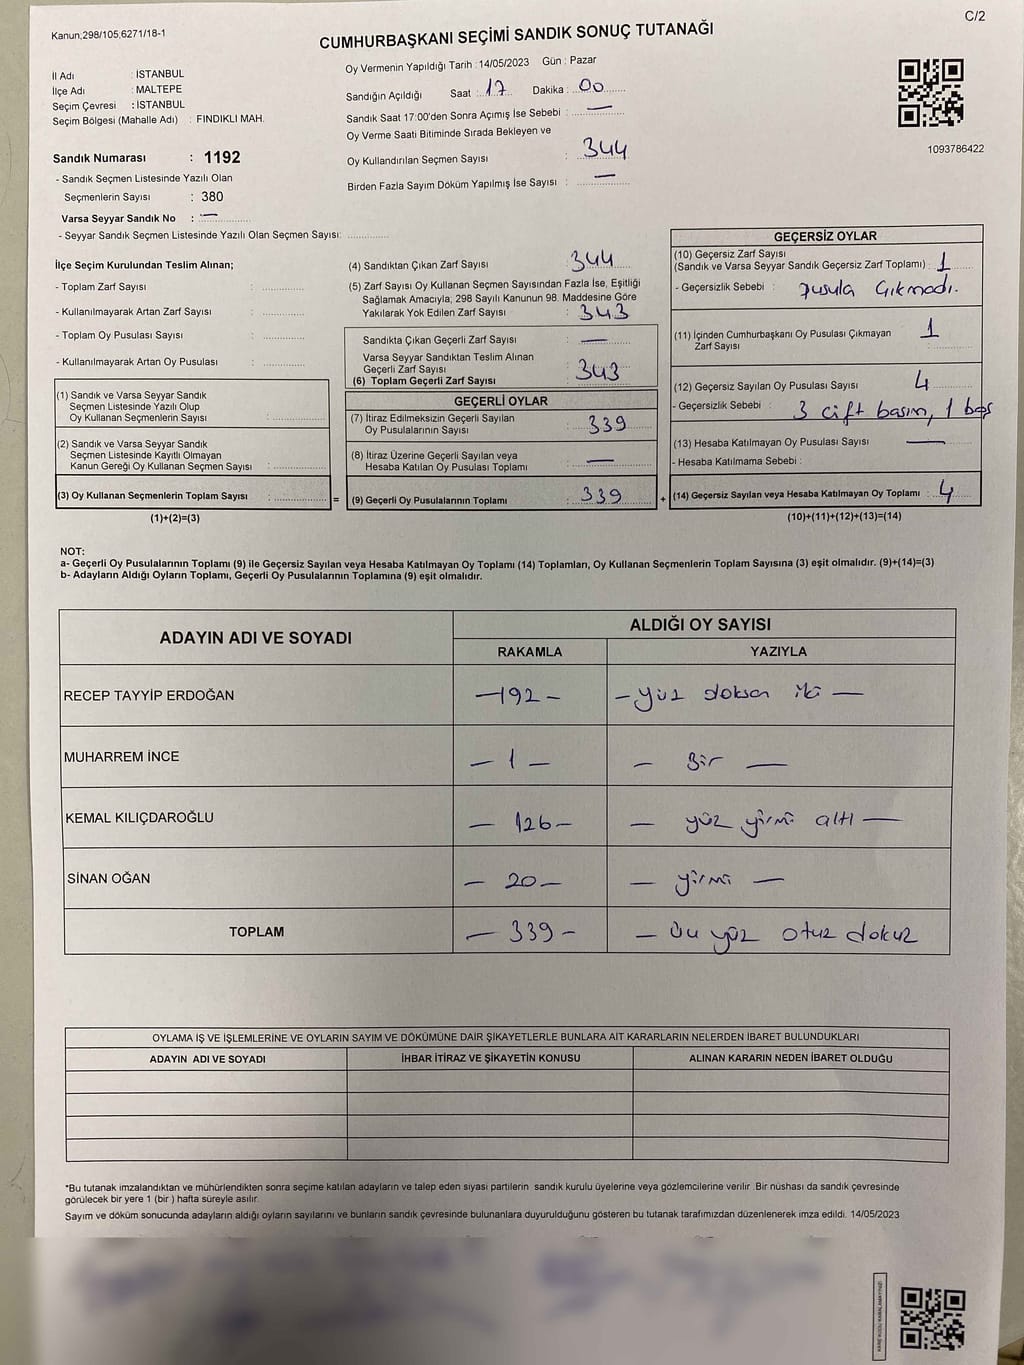 C/2
Kanun,298/105,6271/18-1
CUMHURBAŞKANI SEÇİMİ SANDIK SONUÇ TUTANAĞI
İl Adı : İSTANBUL
İlçe Adı : MALTEPE
Seçim Çevresi : İSTANBUL
Seçim Bölgesi (Mahalle Adı) : FINDIKLI MAH.
Sandık Numarası : 1192
- Sandık Seçmen Listesinde Yazılı Olan
Seçmenlerin Sayısı : 380
Varsa Seyyar Sandık No : —
- Seyyar Sandık Seçmen Listesinde Yazılı Olan Seçmen Sayısı:
Oy Vermenin Yapıldığı Tarih : 14/05/2023 Gün : Pazar
Sandığın Açıldığı Saat : 17 Dakika : 00
Sandık Saat 17:00'den Sonra Açımış İse Sebebi : —
Oy Verme Saati Bitiminde Sırada Bekleyen ve
Oy Kullandırılan Seçmen Sayısı : 344
Birden Fazla Sayım Döküm Yapılmış İse Sayısı : —
1093786422
İlçe Seçim Kurulundan Teslim Alınan;
- Toplam Zarf Sayısı :
- Kullanılmayarak Artan Zarf Sayısı :
- Toplam Oy Pusulası Sayısı :
- Kullanılmayarak Artan Oy Pusulası :
(1) Sandık ve Varsa Seyyar Sandık
Seçmen Listesinde Yazılı Olup
Oy Kullanan Seçmenlerin Sayısı :
(2) Sandık ve Varsa Seyyar Sandık
Seçmen Listesinde Kayıtlı Olmayan
Kanun Gereği Oy Kullanan Seçmen Sayısı :
(3) Oy Kullanan Seçmenlerin Toplam Sayısı : =
(1)+(2)=(3)
(4) Sandıktan Çıkan Zarf Sayısı : 344
(5) Zarf Sayısı Oy Kullanan Seçmen Sayısından Fazla İse, Eşitliği
Sağlamak Amacıyla, 298 Sayılı Kanunun 98. Maddesine Göre
Yakılarak Yok Edilen Zarf Sayısı : 343
Sandıkta Çıkan Geçerli Zarf Sayısı : —
Varsa Seyyar Sandıktan Teslim Alınan
Geçerli Zarf Sayısı :
(6) Toplam Geçerli Zarf Sayısı 343
GEÇERLİ OYLAR
(7) İtiraz Edilmeksizin Geçerli Sayılan
Oy Pusulalarının Sayısı : 339
(8) İtiraz Üzerine Geçerli Sayılan veya
Hesaba Katılan Oy Pusulası Toplamı : —
(9) Geçerli Oy Pusulalarının Toplamı : 339 +
GEÇERSİZ OYLAR
(10) Geçersiz Zarf Sayısı
(Sandık ve Varsa Seyyar Sandık Geçersiz Zarf Toplamı) : 1
- Geçersizlik Sebebi : Pusula Çıkmadı.
(11) İçinden Cumhurbaşkanı Oy Pusulası Çıkmayan
Zarf Sayısı : 1
(12) Geçersiz Sayılan Oy Pusulası Sayısı : 4
- Geçersizlik Sebebi : 3 çift basım, 1 boş
(13) Hesaba Katılmayan Oy Pusulası Sayısı : —
- Hesaba Katılmama Sebebi :
(14) Geçersiz Sayılan veya Hesaba Katılmayan Oy Toplamı : 4
(10)+(11)+(12)+(13)=(14)
NOT:
a- Geçerli Oy Pusulalarının Toplamı (9) ile Geçersiz Sayılan veya Hesaba Katılmayan Oy Toplamı (14) Toplamları, Oy Kullanan Seçmenlerin Toplam Sayısına (3) eşit olmalıdır. (9)+(14)=(3)
b- Adayların Aldığı Oyların Toplamı, Geçerli Oy Pusulalarının Toplamına (9) eşit olmalıdır.
ADAYIN ADI VE SOYADI ALDIĞI OY SAYISI
RAKAMLA YAZIYLA
RECEP TAYYİP ERDOĞAN —192— — yüz doksan iki —
MUHARREM İNCE — 1 — — Bir —
KEMAL KILIÇDAROĞLU — 126— — yüz yirmi altı —
SİNAN OĞAN — 20— — yirmi —
TOPLAM — 339 — — üç yüz otuz dokuz
OYLAMA İŞ VE İŞLEMLERİNE VE OYLARIN SAYIM VE DÖKÜMÜNE DAİR ŞİKAYETLERLE BUNLARA AİT KARARLARIN NELERDEN İBARET BULUNDUKLARI
ADAYIN ADI VE SOYADI İHBAR İTİRAZ VE ŞİKAYETİN KONUSU ALINAN KARARIN NEDEN İBARET OLDUĞU
*Bu tutanak imzalandıktan ve mühürlendikten sonra seçime katılan adayların ve talep eden siyasi partilerin sandık kurulu üyelerine veya gözlemcilerine verilir. Bir nüshası da sandık çevresinde
görülecek bir yere 1 (bir ) hafta süreyle asılır.
Sayım ve döküm sonucunda adayların aldığı oyların sayılarını ve bunların sandık çevresinde bulunanlara duyurulduğunu gösteren bu tutanak tarafımızdan düzenlenerek imza edildi. 14/05/2023
KARE KODU KARALAMAYINIZ!